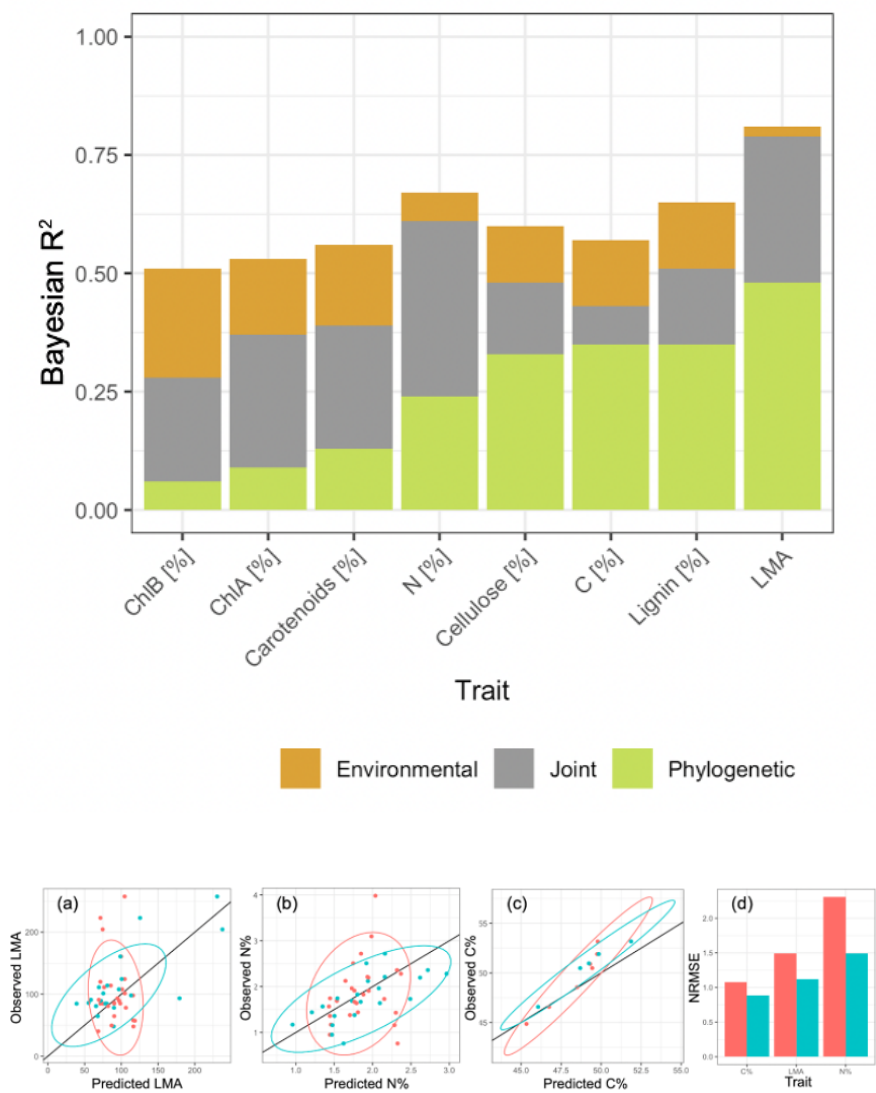 1.00
0.75
0.50
0.25
0.00
Bayesian R²
ChlB [%]
ChlA [%]
Carotenoids [%]
N [%]
Cellulose [%]
C [%]
Lignin [%]
LMA
Trait
Environmental
Joint
Phylogenetic
(a)
Observed LMA
200
100
0
0 50 100 150 200 250
Predicted LMA
(b)
Observed N%
4
3
2
1
1.0 1.5 2.0 2.5 3.0
Predicted N%
(c)
Observed C%
55
50
45
45.0 47.5 50.0 52.5 55.0
Predicted C%
(d)
NRMSE
2.0
1.5
1.0
0.5
0.0
C% LMA N%
Trait